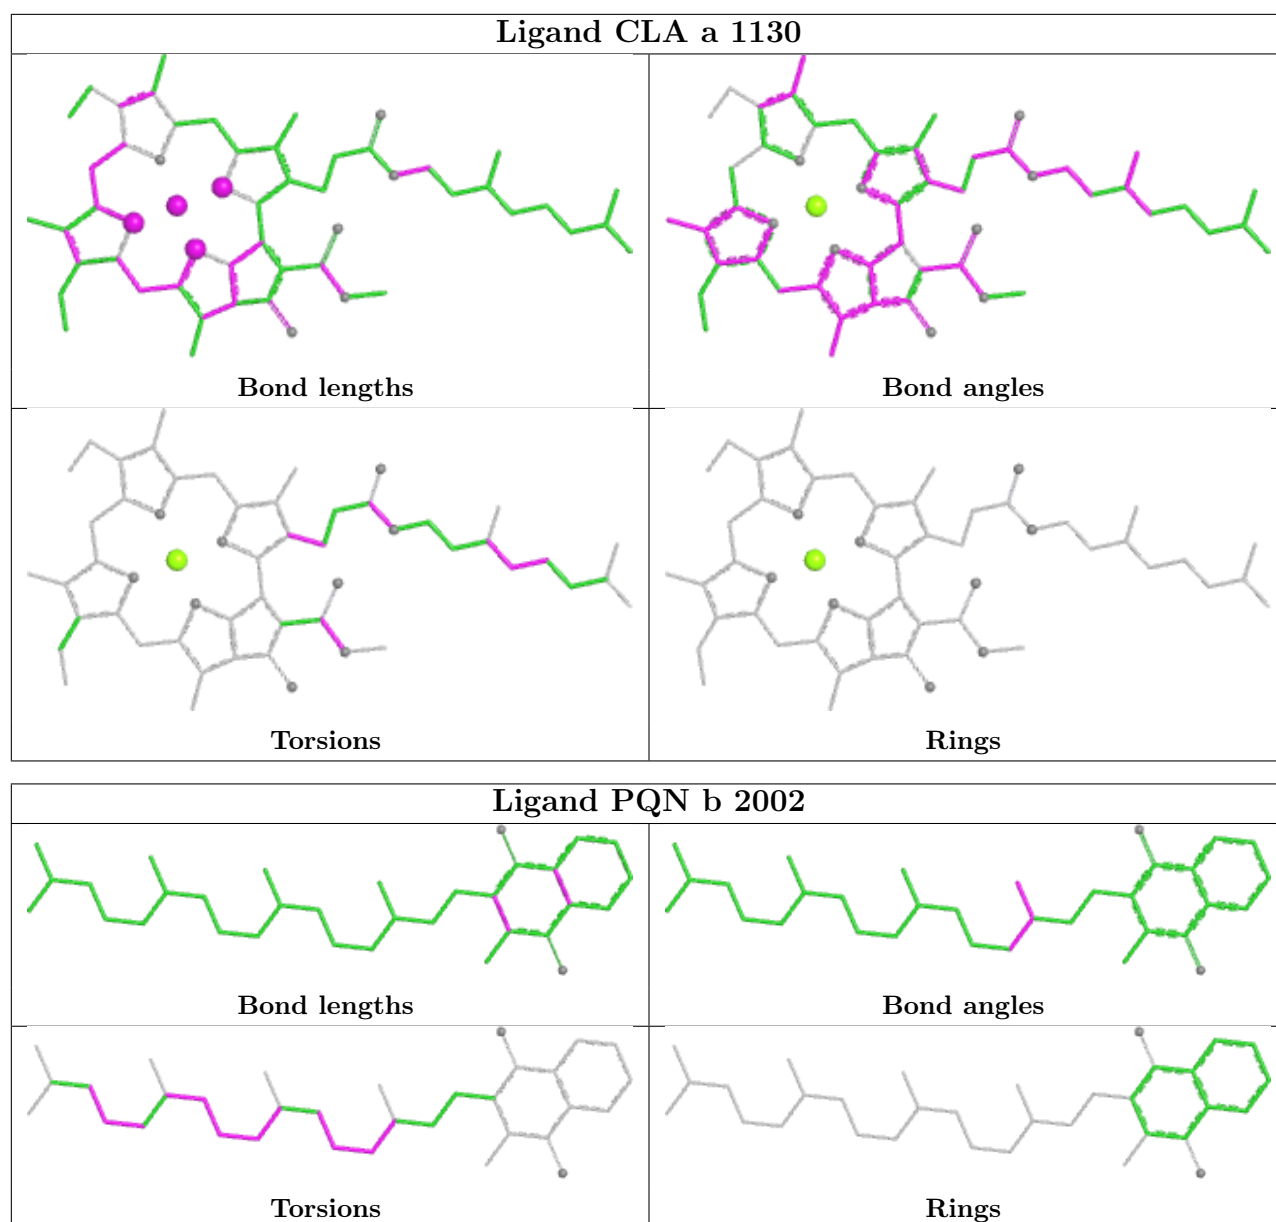 Ligand CLA a 1130
Bond lengths
Bond angles
Torsions
Rings
Ligand PQN b 2002
Bond lengths
Bond angles
Torsions
Rings